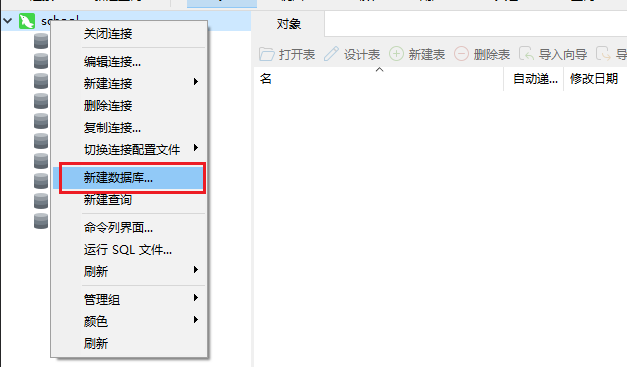 school
关闭连接
编辑连接...
新建连接
删除连接
复制连接...
切换连接配置文件
新建数据库...
新建查询
命令列界面...
运行 SQL 文件...
刷新
管理组
颜色
刷新
对象
打开表 设计表 新建表 删除表 导入向导
名 自动递... 修改日期